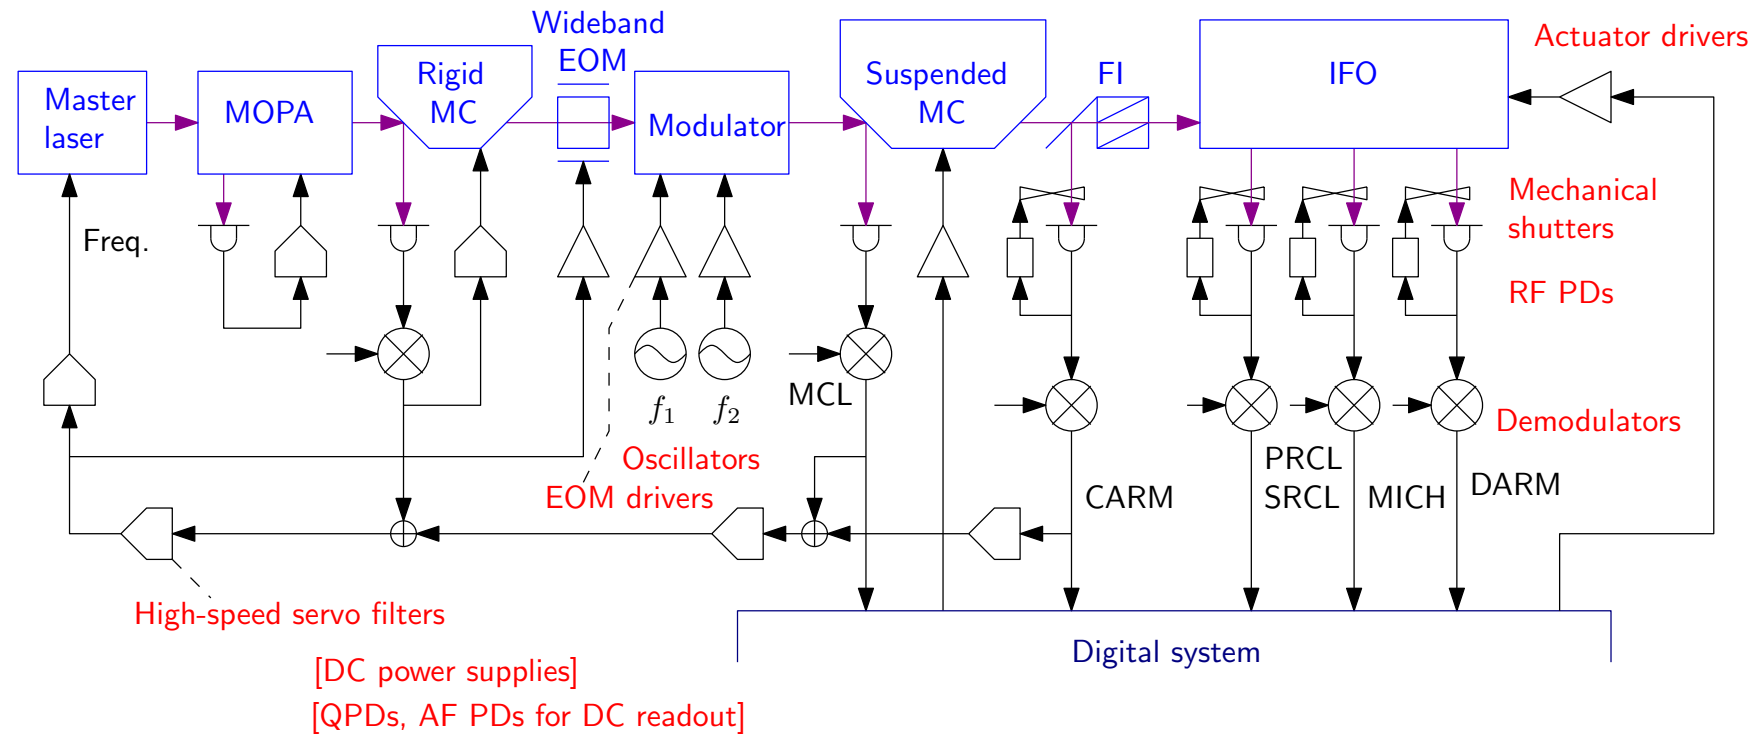 Wideband
EOM
Actuator drivers
Master
laser
MOPA
Rigid
MC
Modulator
Suspended
MC
FI
IFO
Mechanical
shutters
Freq.
RF PDs
MCL
f1
f2
Demodulators
Oscillators
EOM drivers
CARM
PRCL
SRCL
MICH
DARM
High-speed servo filters
Digital system
[DC power supplies]
[QPDs, AF PDs for DC readout]